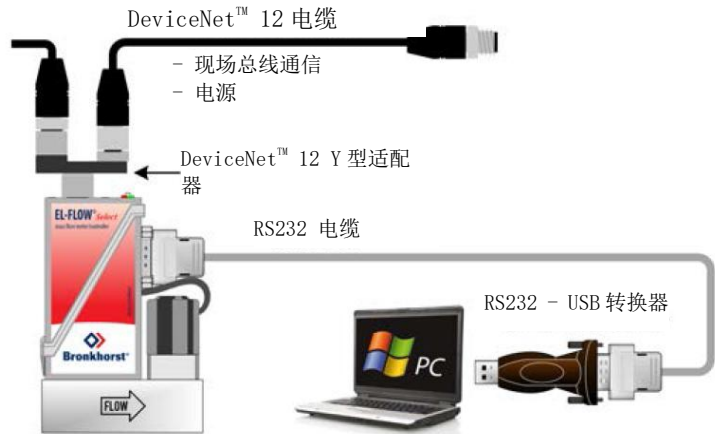 DeviceNet™ 12 电缆
- 现场总线通信
- 电源
DeviceNet™ 12 Y 型适配
器
RS232 电缆
EL-FLOW® Select
RS232 - USB 转换器
PC
Bronkhorst®
FLOW